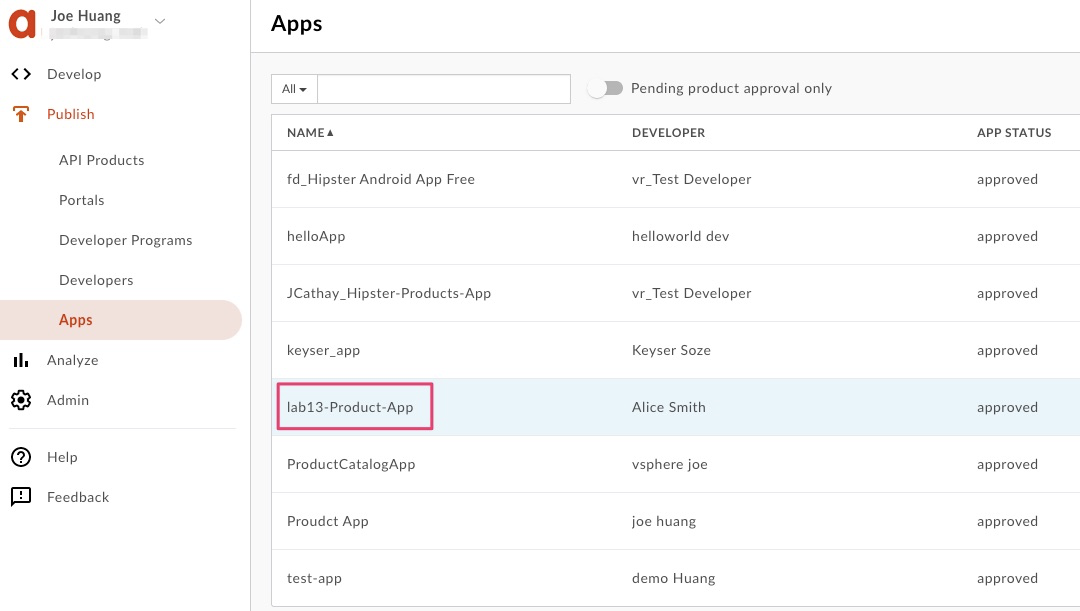 Joe Huang
Develop
Publish
API Products
Portals
Developer Programs
Developers
Apps
Analyze
Admin
Help
Feedback
Apps
All
Pending product approval only
NAME▲ DEVELOPER APP STATUS
fd_Hipster Android App Free vr_Test Developer approved
helloApp helloworld dev approved
JCathay_Hipster-Products-App vr_Test Developer approved
keyser_app Keyser Soze approved
lab13-Product-App Alice Smith approved
ProductCatalogApp vsphere joe approved
Proudct App joe huang approved
test-app demo Huang approved